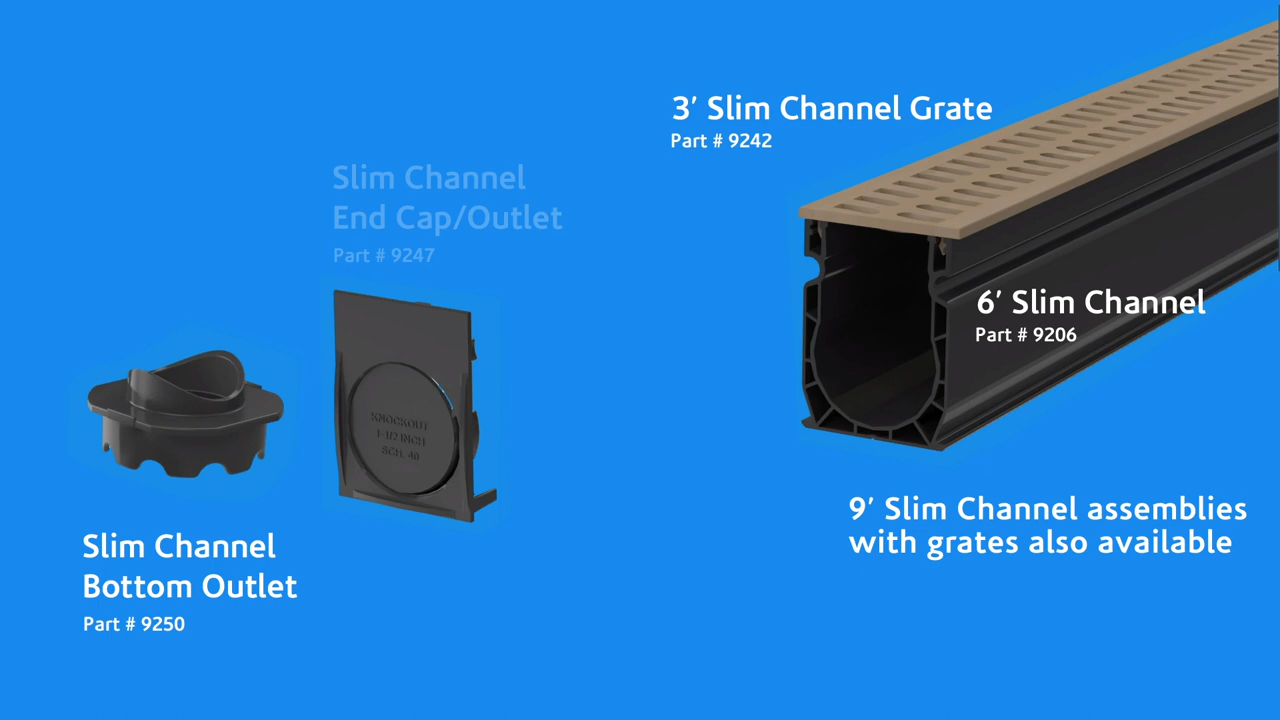 3′ Slim Channel Grate
Part # 9242
Slim Channel
End Cap/Outlet
Part # 9247
6′ Slim Channel
Part # 9206
KNOCKOUT
1-1/2 INCH
SCH. 40
9′ Slim Channel assemblies
with grates also available
Slim Channel
Bottom Outlet
Part # 9250